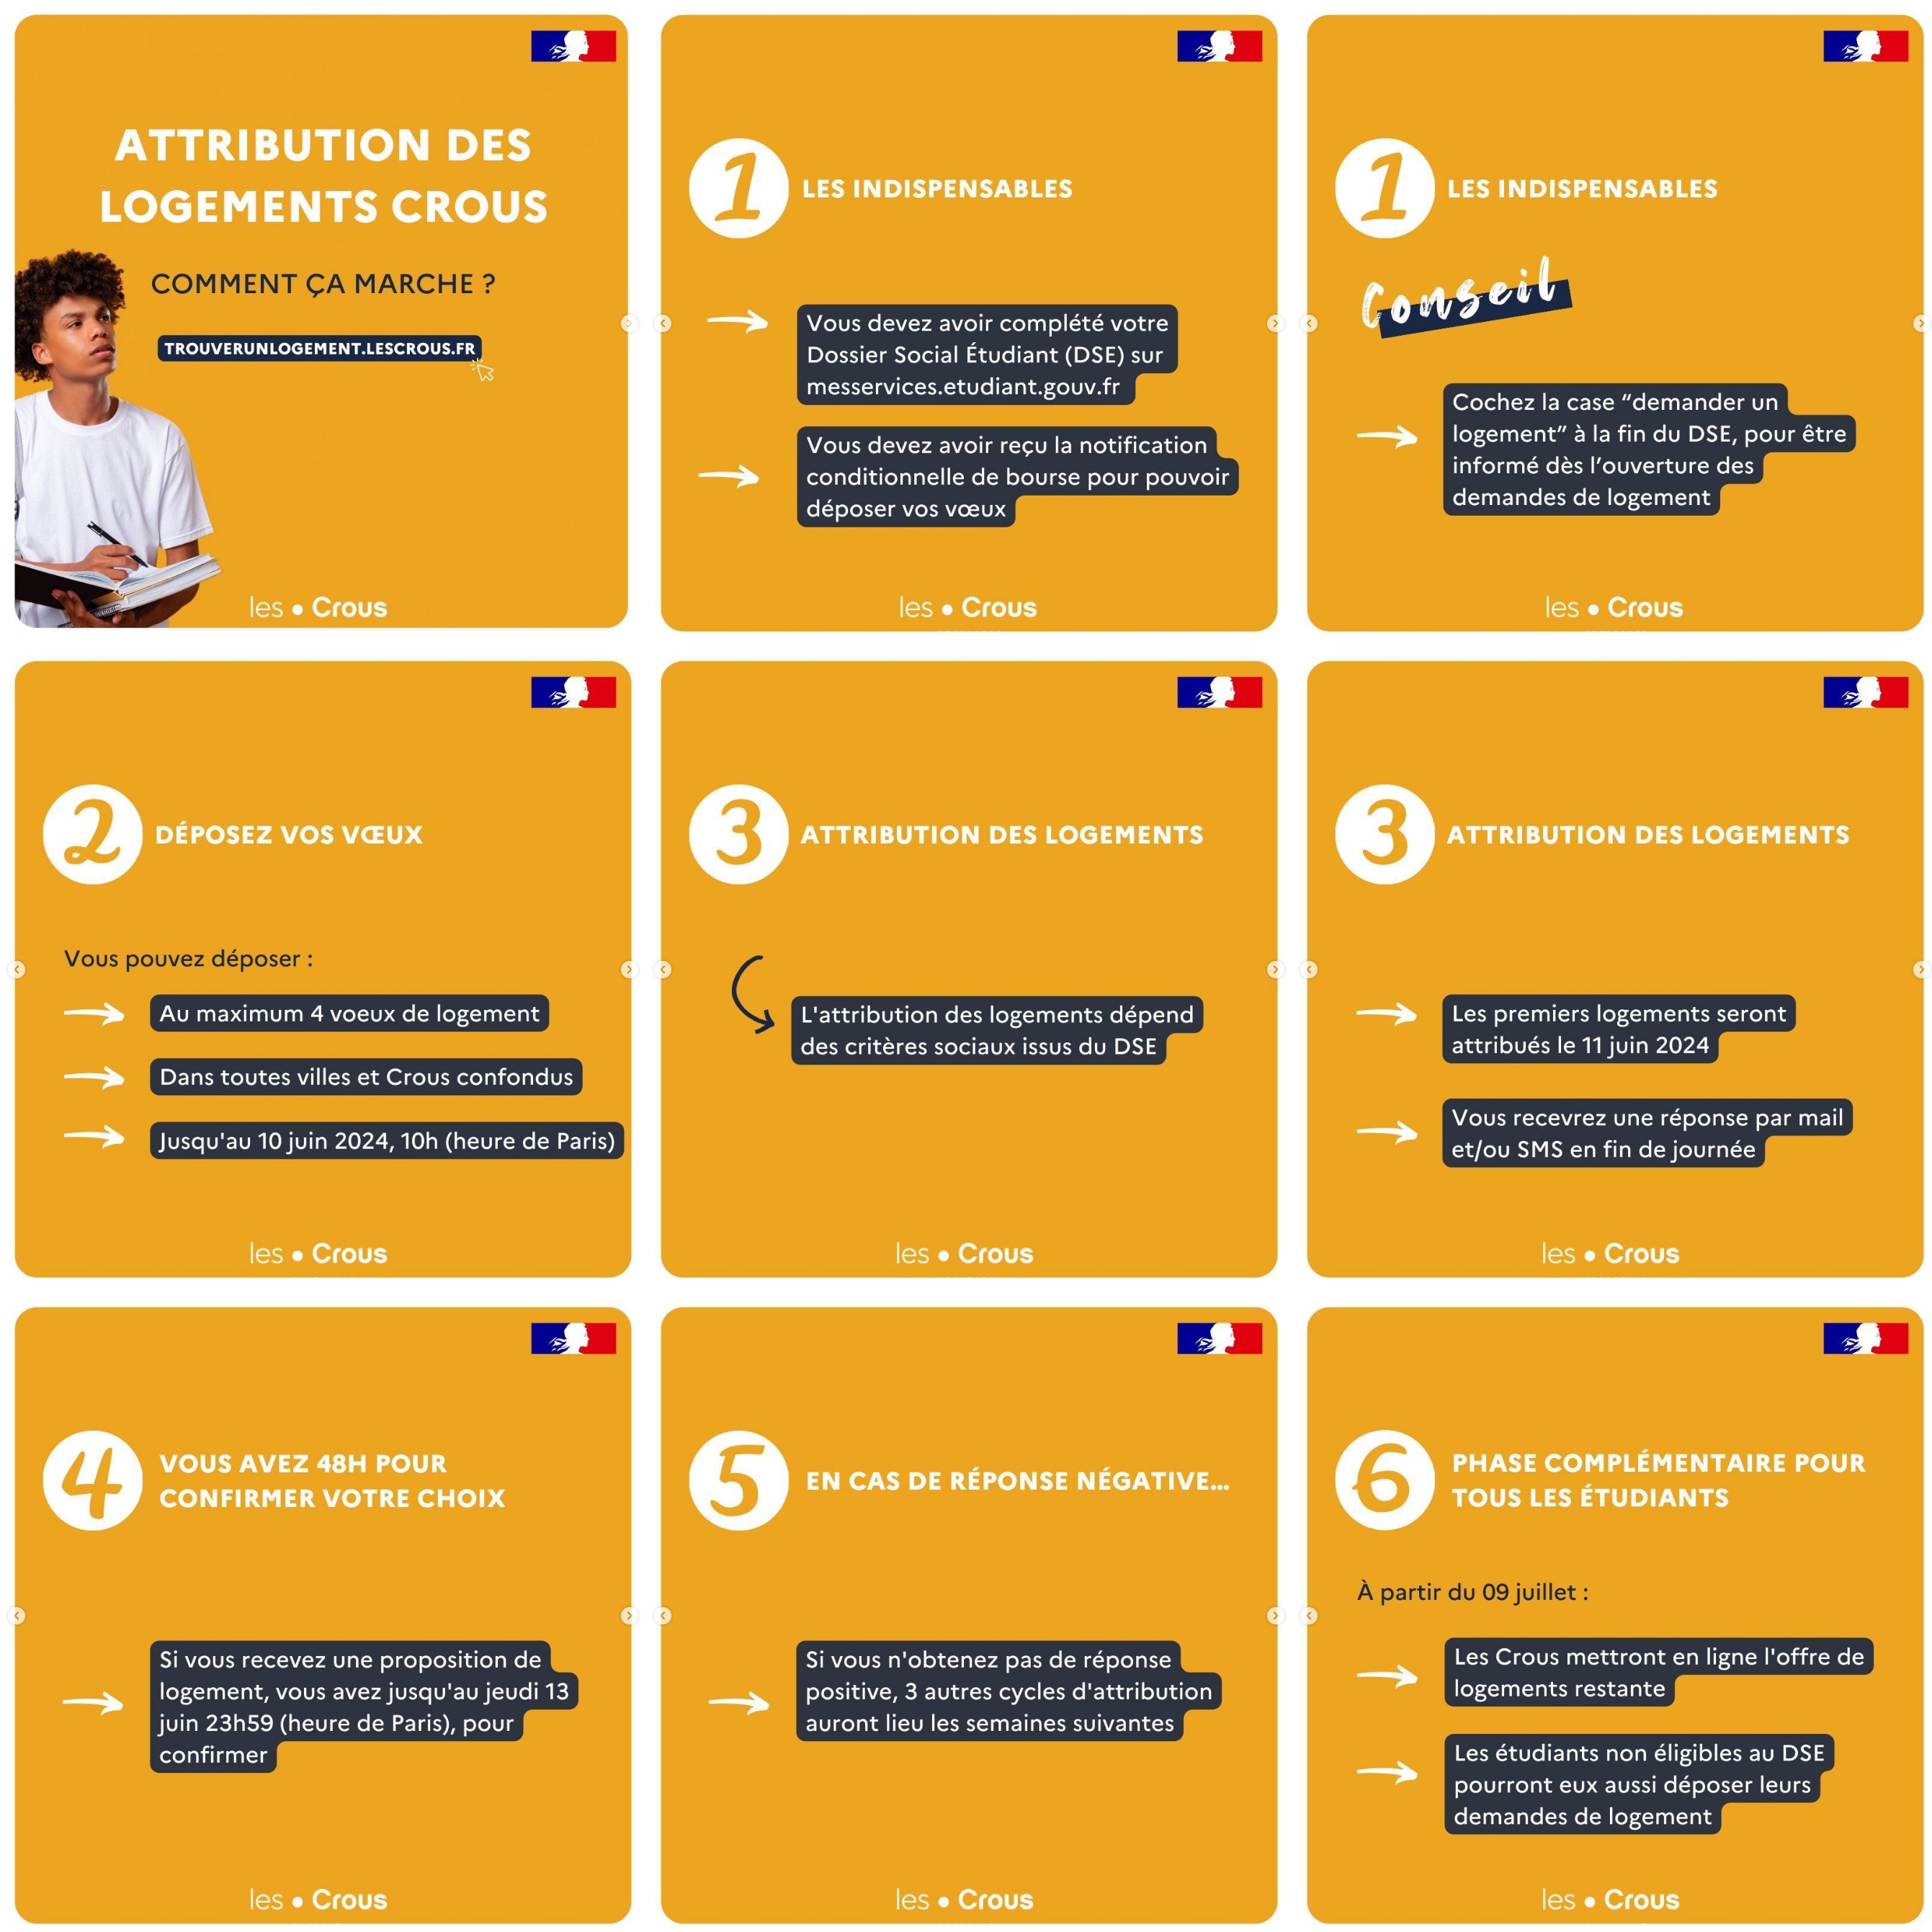 ATTRIBUTION DES
LOGEMENTS CROUS
COMMENT ÇA MARCHE ?
TROUVERUNLOGEMENT.LESCROUS.FR
les • Crous
1
LES INDISPENSABLES
Vous devez avoir complété votre
Dossier Social Étudiant (DSE) sur
messervices.etudiant.gouv.fr
Vous devez avoir reçu la notification
conditionnelle de bourse pour pouvoir
déposer vos vœux
les • Crous
1
LES INDISPENSABLES
Conseil
Cochez la case “demander un
logement” à la fin du DSE, pour être
informé dès l’ouverture des
demandes de logement
les • Crous
2
DÉPOSEZ VOS VŒUX
Vous pouvez déposer :
Au maximum 4 voeux de logement
Dans toutes villes et Crous confondus
Jusqu'au 10 juin 2024, 10h (heure de Paris)
les • Crous
3
ATTRIBUTION DES LOGEMENTS
L'attribution des logements dépend
des critères sociaux issus du DSE
les • Crous
3
ATTRIBUTION DES LOGEMENTS
Les premiers logements seront
attribués le 11 juin 2024
Vous recevrez une réponse par mail
et/ou SMS en fin de journée
les • Crous
4
VOUS AVEZ 48H POUR
CONFIRMER VOTRE CHOIX
Si vous recevez une proposition de
logement, vous avez jusqu'au jeudi 13
juin 23h59 (heure de Paris), pour
confirmer
les • Crous
5
EN CAS DE RÉPONSE NÉGATIVE...
Si vous n'obtenez pas de réponse
positive, 3 autres cycles d'attribution
auront lieu les semaines suivantes
les • Crous
6
PHASE COMPLÉMENTAIRE POUR
TOUS LES ÉTUDIANTS
À partir du 09 juillet :
Les Crous mettront en ligne l'offre de
logements restante
Les étudiants non éligibles au DSE
pourront eux aussi déposer leurs
demandes de logement
les • Crous